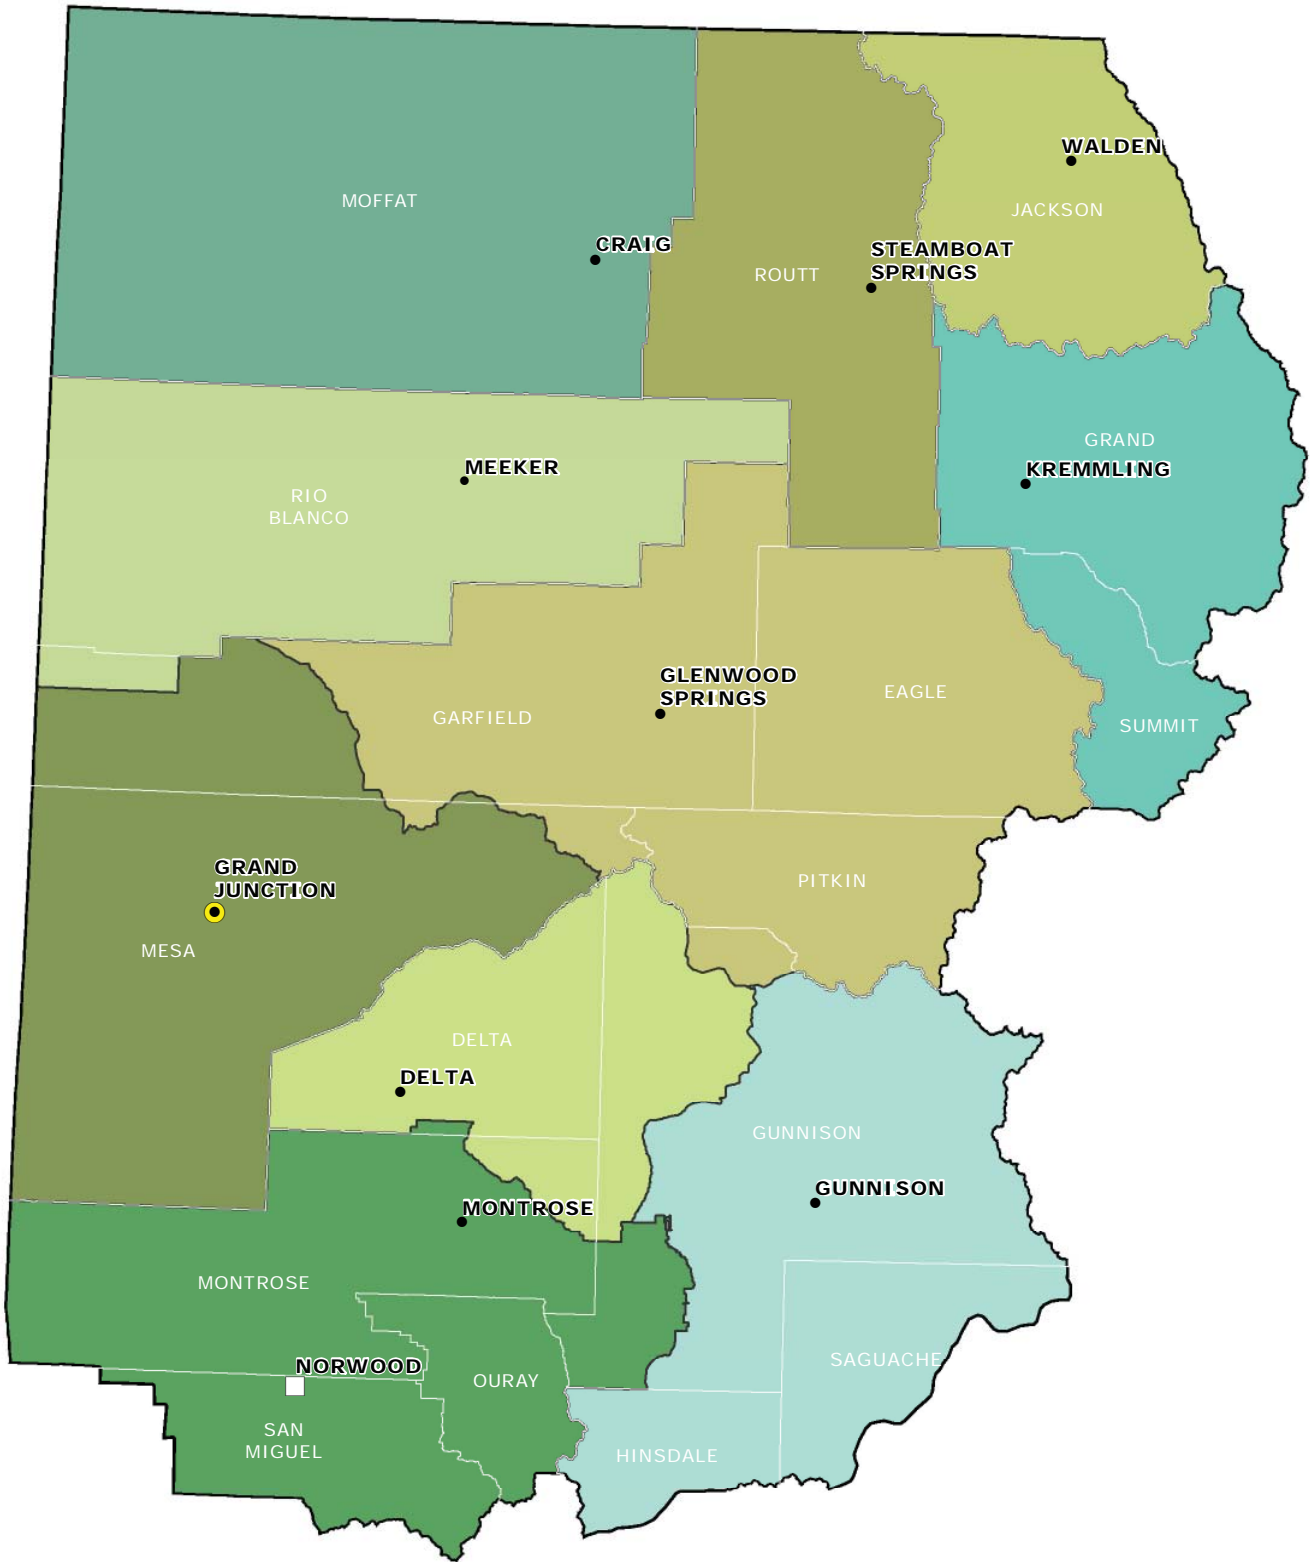 WALDEN
MOFFAT
JACKSON
CRAIG
STEAMBOAT
SPRINGS
ROUTT
GRAND
MEEKER
KREMMLING
RIO
BLANCO
GLENWOOD
SPRINGS
EAGLE
GARFIELD
SUMMIT
GRAND
JUNCTION
PITKIN
MESA
DELTA
DELTA
GUNNISON
GUNNISON
MONTROSE
MONTROSE
SAGUACHE
NORWOOD
OURAY
SAN
MIGUEL
HINSDALE